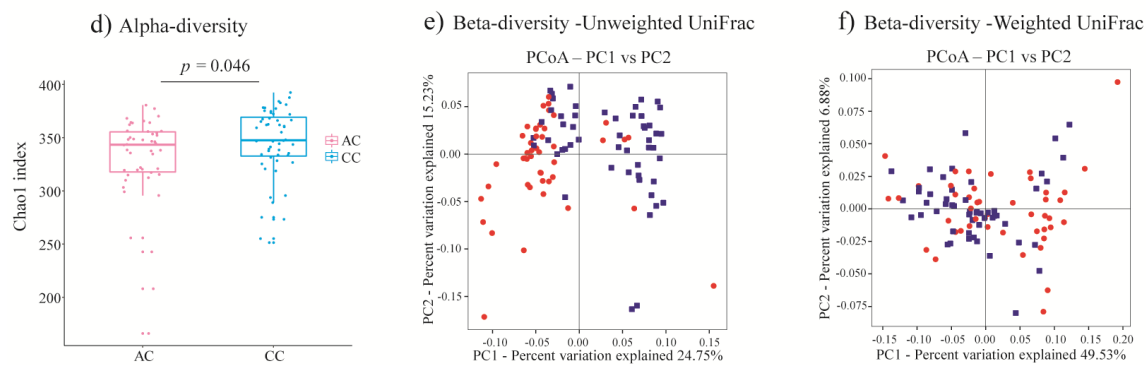 d) Alpha-diversity
p = 0.046
400
350
300
250
200
Chao1 index
AC
CC
AC
CC
e) Beta-diversity -Unweighted UniFrac
PCoA – PC1 vs PC2
PC2 - Percent variation explained 15.23%
0.05
0.00
-0.05
-0.10
-0.15
-0.10
-0.05
0.00
0.05
0.10
0.15
PC1 - Percent variation explained 24.75%
f) Beta-diversity -Weighted UniFrac
PCoA – PC1 vs PC2
PC2 - Percent variation explained 6.88%
0.100
0.075
0.050
0.025
0.000
-0.025
-0.050
-0.075
-0.15
-0.10
-0.05
0.00
0.05
0.10
0.15
0.20
PC1 - Percent variation explained 49.53%